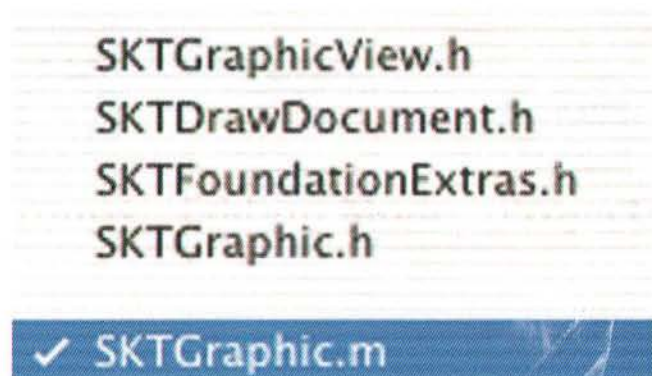 SKTGraphicView.h
SKTDrawDocument.h
SKTFoundationExtras.h
SKTGraphic.h
✓ SKTGraphic.m